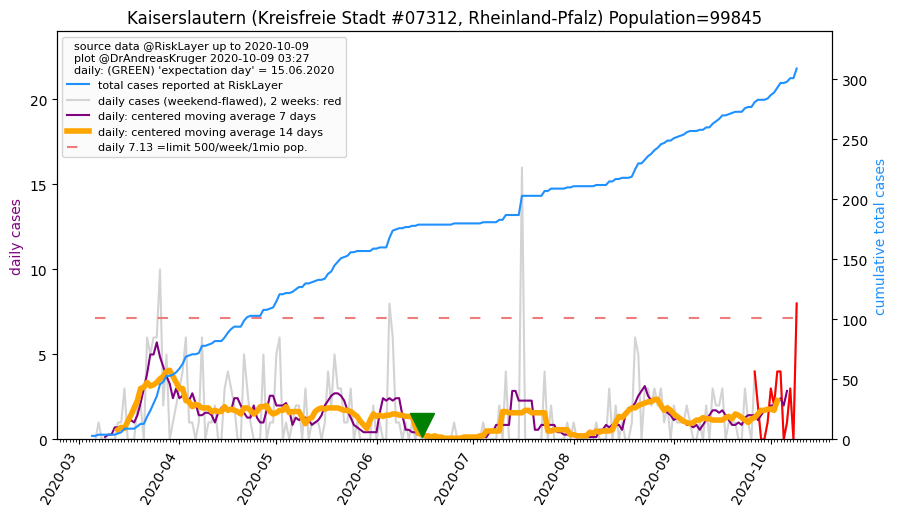 Kaiserslautern (Kreisfreie Stadt #07312, Rheinland-Pfalz) Population=99845
source data @RiskLayer up to 2020-10-09
plot @DrAndreasKruger 2020-10-09 03:27
daily: (GREEN) 'expectation day' = 15.06.2020
total cases reported at RiskLayer
daily cases (weekend-flawed), 2 weeks: red
daily: centered moving average 7 days
daily: centered moving average 14 days
daily 7.13 =limit 500/week/1mio pop.
daily cases
20
15
10
5
0
cumulative total cases
300
250
200
150
100
50
0
2020-03
2020-04
2020-05
2020-06
2020-07
2020-08
2020-09
2020-10